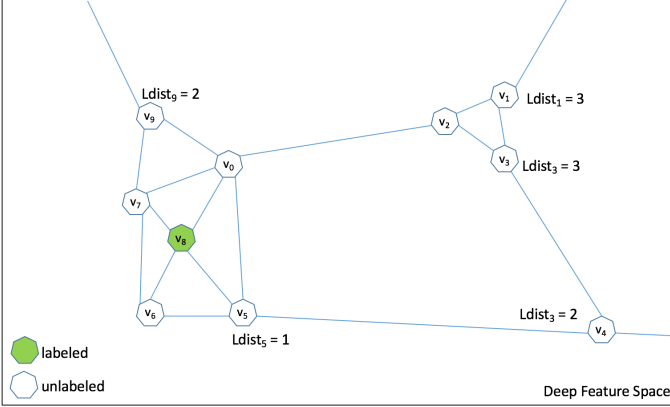 Ldist₉ = 2
v₉
v₁
Ldist₁ = 3
v₂
v₀
v₃
Ldist₃ = 3
v₇
v₈
v₆
v₅
Ldist₃ = 2
v₄
Ldist₅ = 1
labeled
unlabeled
Deep Feature Space